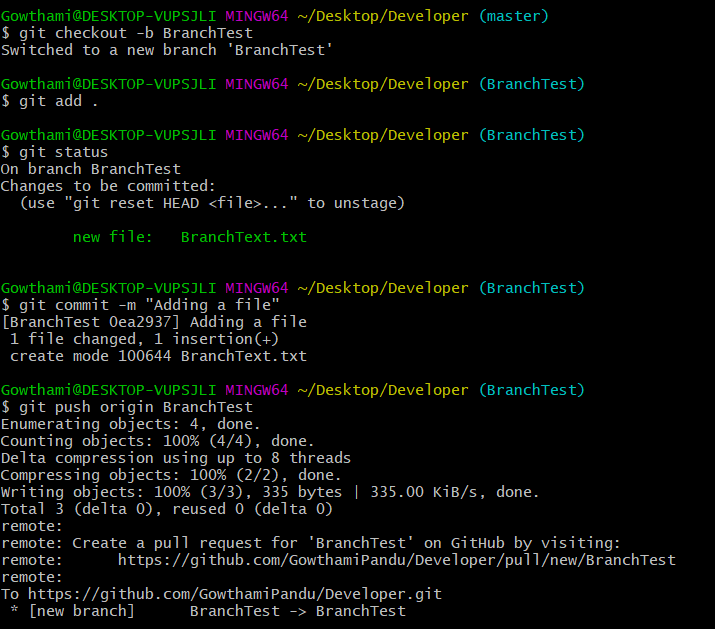 Gowthami@DESKTOP-VUPSJLI MINGW64 ~/Desktop/Developer (master)
$ git checkout -b BranchTest
Switched to a new branch 'BranchTest'
Gowthami@DESKTOP-VUPSJLI MINGW64 ~/Desktop/Developer (BranchTest)
$ git add .
Gowthami@DESKTOP-VUPSJLI MINGW64 ~/Desktop/Developer (BranchTest)
$ git status
On branch BranchTest
Changes to be committed:
  (use "git reset HEAD <file>..." to unstage)
        new file:   BranchText.txt
Gowthami@DESKTOP-VUPSJLI MINGW64 ~/Desktop/Developer (BranchTest)
$ git commit -m "Adding a file"
[BranchTest 0ea2937] Adding a file
 1 file changed, 1 insertion(+)
 create mode 100644 BranchText.txt
Gowthami@DESKTOP-VUPSJLI MINGW64 ~/Desktop/Developer (BranchTest)
$ git push origin BranchTest
Enumerating objects: 4, done.
Counting objects: 100% (4/4), done.
Delta compression using up to 8 threads
Compressing objects: 100% (2/2), done.
Writing objects: 100% (3/3), 335 bytes | 335.00 KiB/s, done.
Total 3 (delta 0), reused 0 (delta 0)
remote:
remote: Create a pull request for 'BranchTest' on GitHub by visiting:
remote:      https://github.com/GowthamiPandu/Developer/pull/new/BranchTest
remote:
To https://github.com/GowthamiPandu/Developer.git
 * [new branch]      BranchTest -> BranchTest